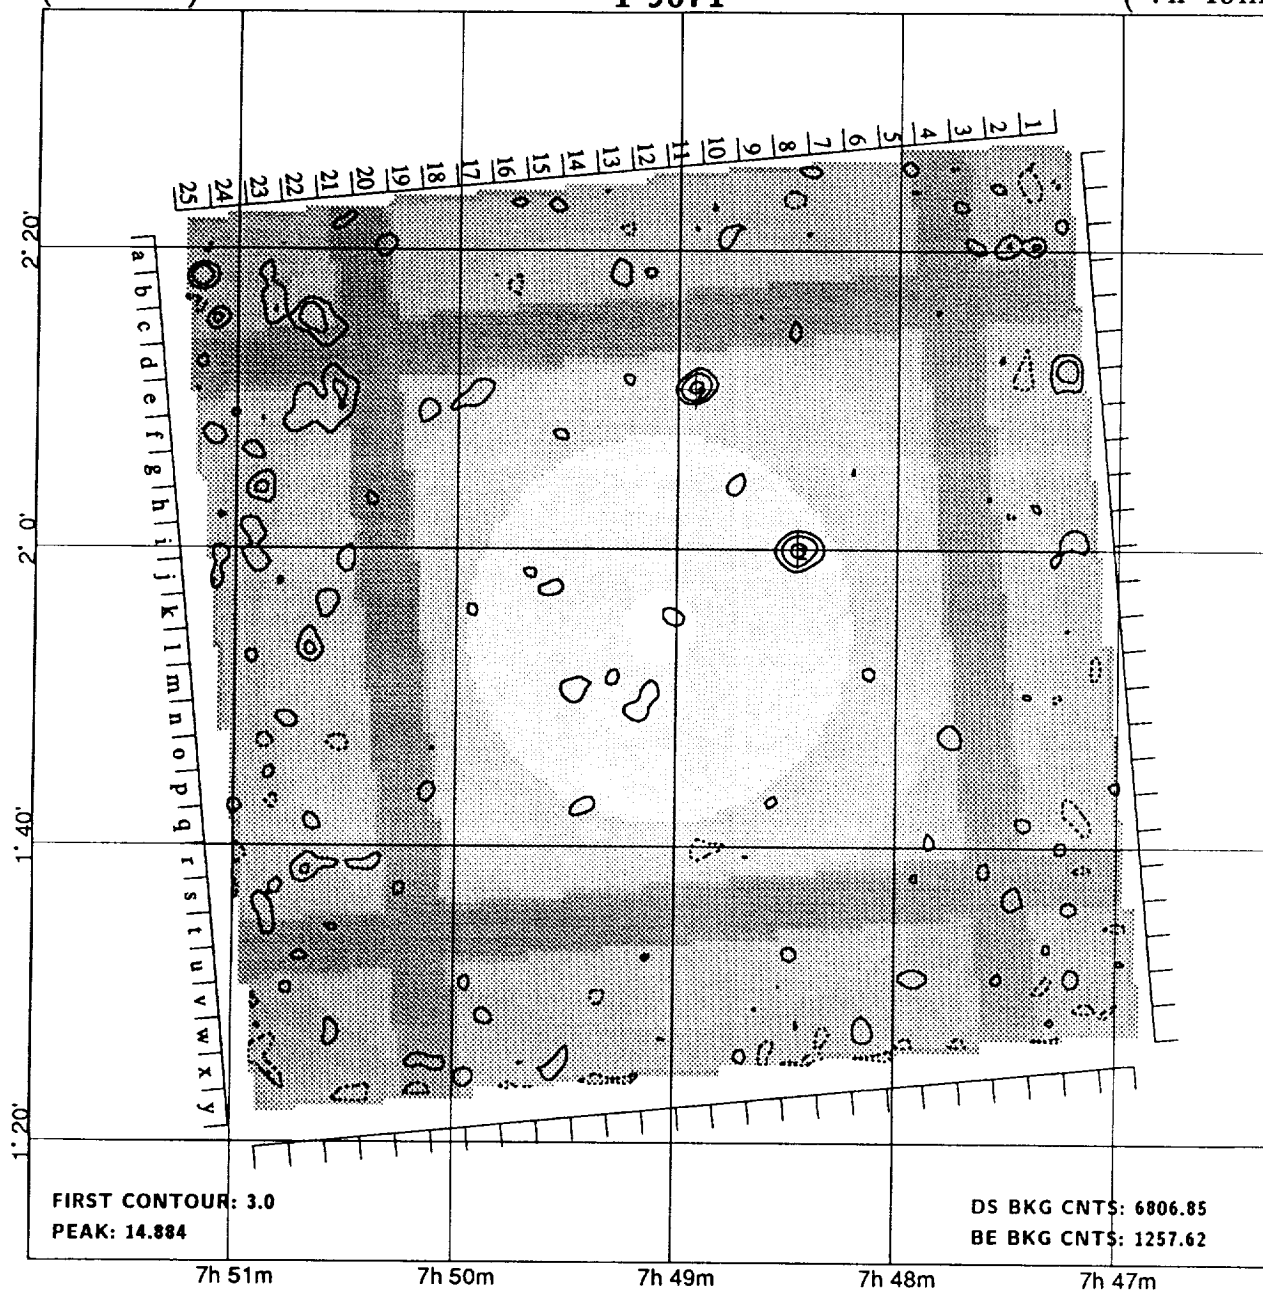 25 24 23 22 21 20 19 18 17 16 15 14 13 12 11 10 9 8 7 6 5 4 3 2 1
a b c d e f g h i j k l m n o p q r s t u v w x y
2° 20'
2° 0'
1° 40'
1° 20'
FIRST CONTOUR: 3.0
PEAK: 14.884
DS BKG CNTS: 6806.85
BE BKG CNTS: 1257.62
7h 51m 7h 50m 7h 49m 7h 48m 7h 47m